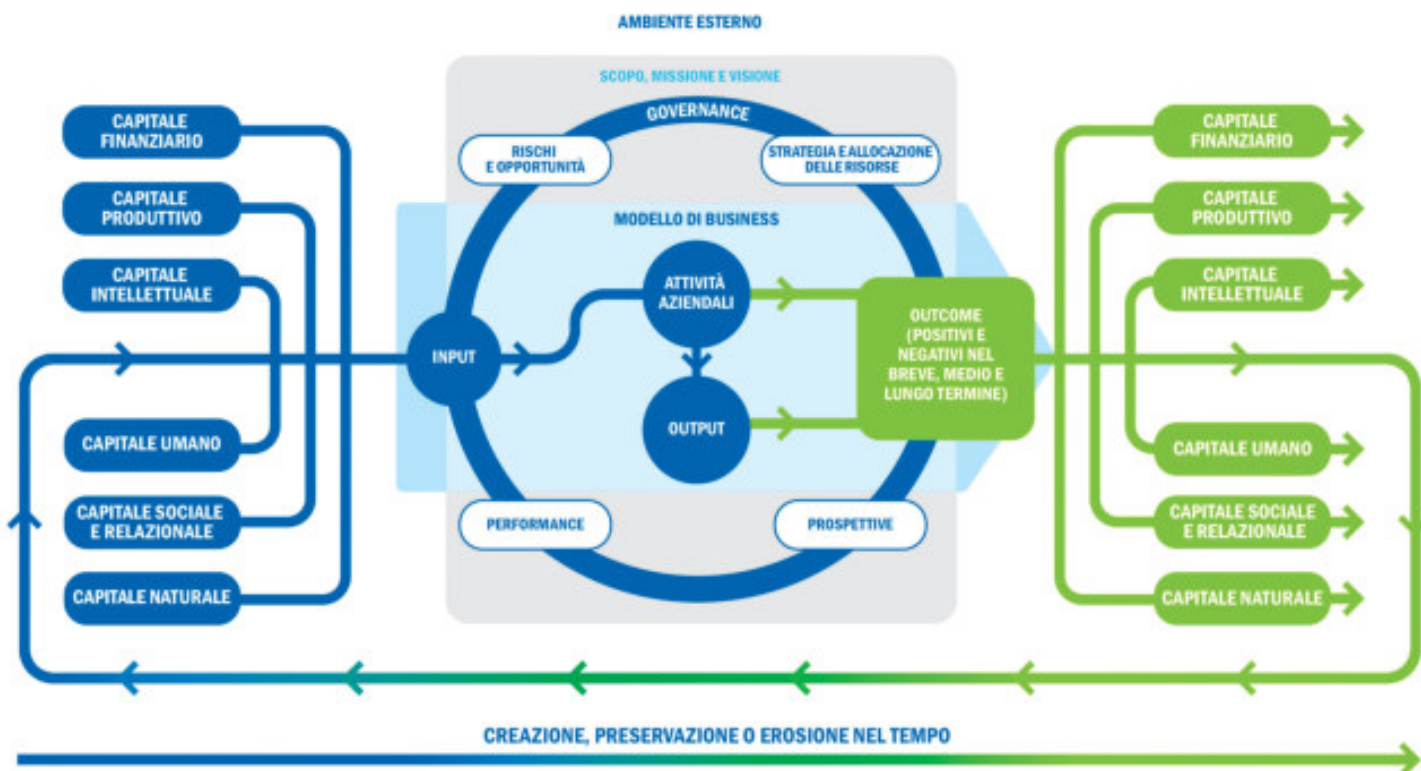 AMBIENTE ESTERNO
SCOPO, MISSIONE E VISIONE
GOVERNANCE
RISCHI
E OPPORTUNITÀ
STRATEGIA E ALLOCAZIONE
DELLE RISORSE
CAPITALE
FINANZIARIO
CAPITALE
PRODUTTIVO
CAPITALE
INTELLETTUALE
CAPITALE UMANO
CAPITALE SOCIALE
E RELAZIONALE
CAPITALE NATURALE
MODELLO DI BUSINESS
INPUT
ATTIVITÀ
AZIENDALI
OUTPUT
OUTCOME
(POSITIVI E
NEGATIVI NEL
BREVE, MEDIO E
LUNGO TERMINE)
PERFORMANCE
PROSPETTIVE
CAPITALE
FINANZIARIO
CAPITALE
PRODUTTIVO
CAPITALE
INTELLETTUALE
CAPITALE UMANO
CAPITALE SOCIALE
E RELAZIONALE
CAPITALE NATURALE
CREAZIONE, PRESERVAZIONE O EROSIONE NEL TEMPO